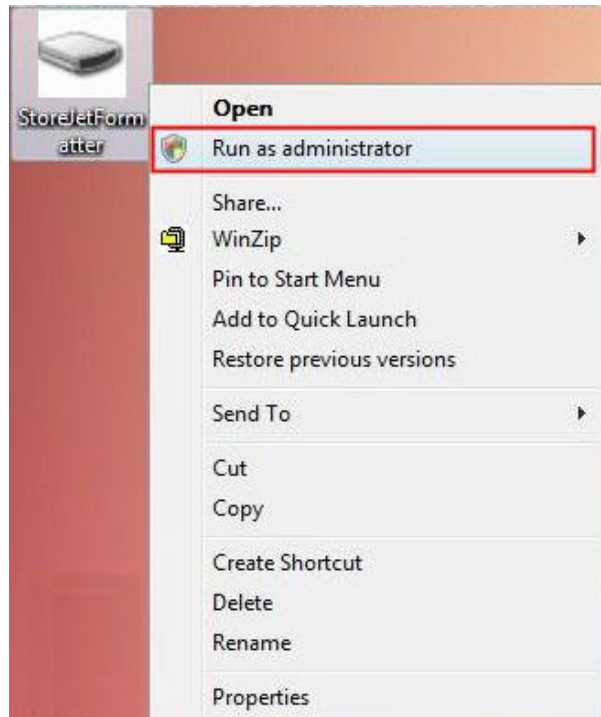 StoreJetForm
atter
Open
Run as administrator
Share...
WinZip
Pin to Start Menu
Add to Quick Launch
Restore previous versions
Send To
Cut
Copy
Create Shortcut
Delete
Rename
Properties